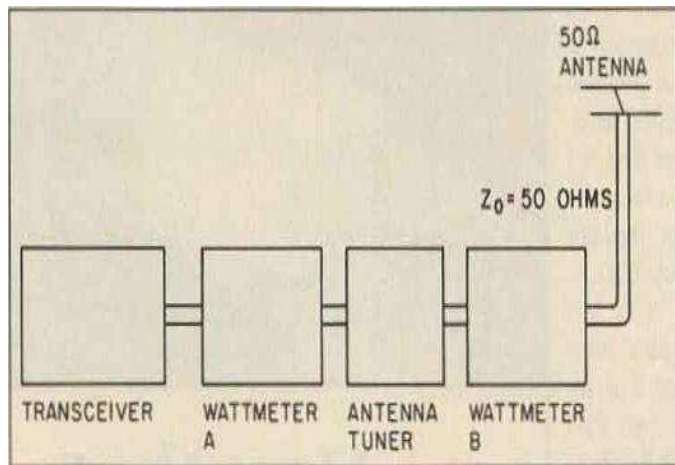 50Ω
ANTENNA
Z₀ = 50 OHMS
TRANSCEIVER
WATTMETER
A
ANTENNA
TUNER
WATTMETER
B